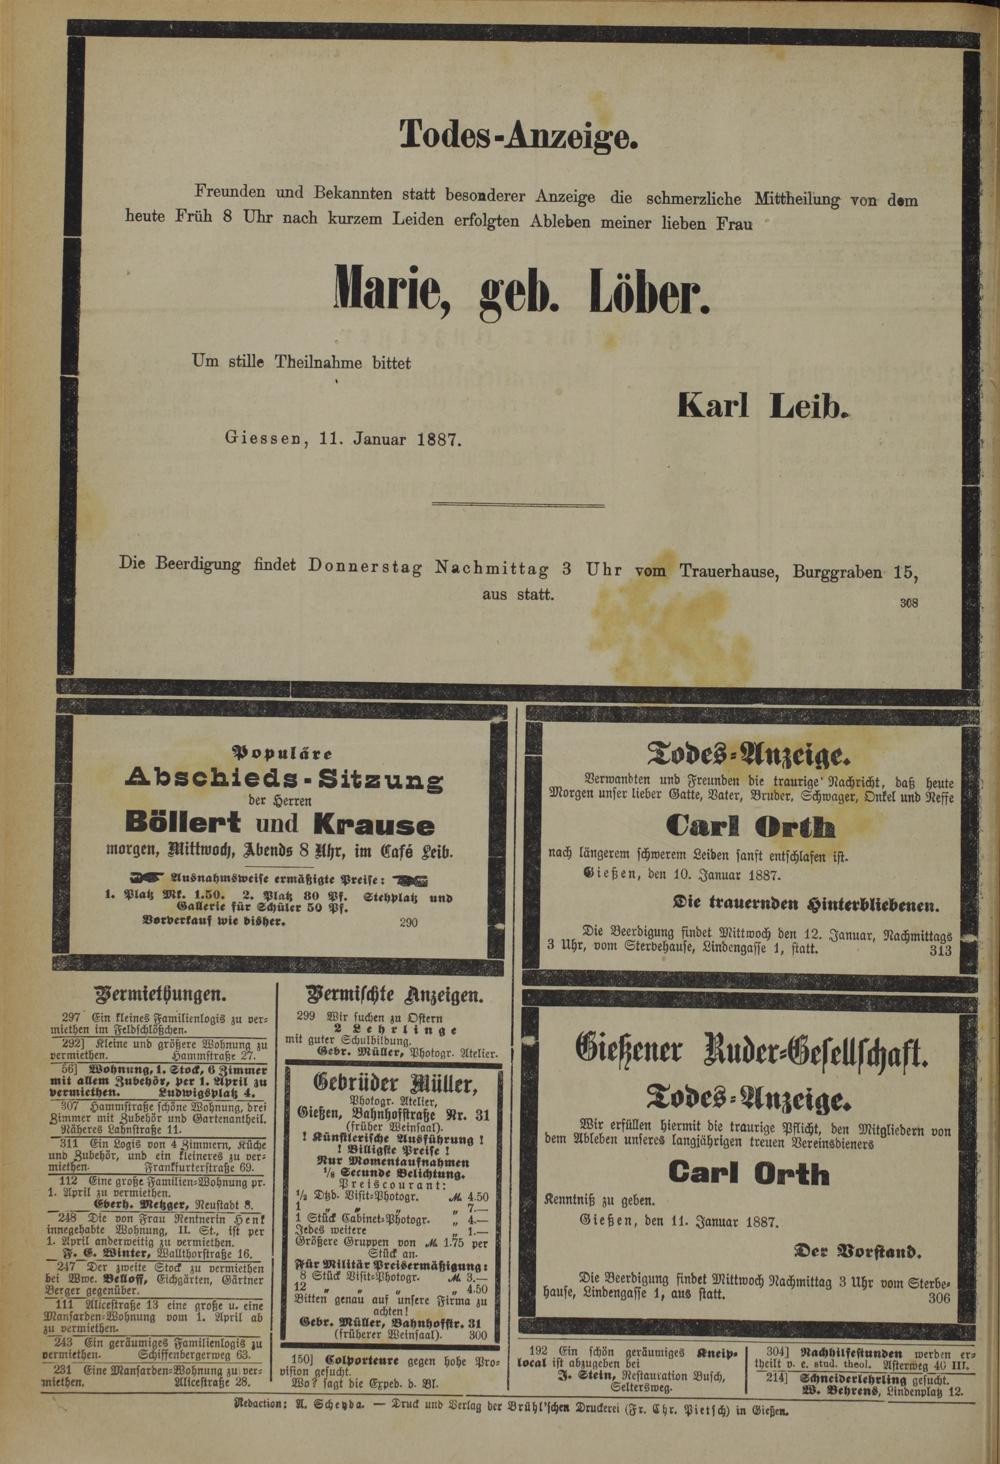 Todes-Anzeige.
Freunden und Bekannten statt besonderer Anzeige die schmerzliche Mittheilung von dem
heute Früh 8 Uhr nach kurzem Leiden erfolgten Ableben meiner lieben Frau
Marie, geb. Löber.
Um stille Theilnahme bittet
Karl Leib.
Giessen, 11. Januar 1887.
Die Beerdigung findet Donnerstag Nachmittag 3 Uhr vom Trauerhause, Burggraben 15,
aus statt.
308
Populäre
Abschieds-Sitzung
der Herren
Böllert und Krause
morgen, Mittwoch, Abends 8 Uhr, im Café Leib.
Ausnahmsweise ermäßigte Preise:
1. Platz Mk. 1.50. 2. Platz 80 Pf. Stehplatz und
Gallerie für Schüler 50 Pf.
Vorverkauf wie bisher. 290
Vermiethungen.
297 Ein kleines Familienlogis zu ver-
miethen im Feldschlößchen.
292] Kleine und größere Wohnung zu
vermiethen. Hammstraße 27.
56] Wohnung, 1. Stock, 6 Zimmer
mit allem Zubehör, per 1. April zu
vermiethen. Ludwigsplatz 4.
307 Hammstraße schöne Wohnung, drei
Zimmer mit Zubehör und Gartenantheil.
Näheres Lahnstraße 11.
311 Ein Logis von 4 Zimmern, Küche
und Zubehör, und ein kleineres zu ver-
miethen. Frankfurterstraße 69.
112 Eine große Familien-Wohnung pr.
1. April zu vermiethen.
Eberh. Metzger, Neustadt 8.
248 Die von Frau Rentnerin Henk
innegehabte Wohnung, II. St., ist per
1. April anderweitig zu vermiethen.
F. E. Winter, Wallthorstraße 16.
247 Der zweite Stock zu vermiethen
bei Wwe. Belloff, Eichgärten, Gärtner
Berger gegenüber.
111 Alicestraße 13 eine große u. eine
Mansarden-Wohnung vom 1. April ab
zu vermiethen.
243 Ein geräumiges Familienlogis zu
vermiethen. Schiffenbergerweg 63.
231 Eine Mansarden-Wohnung zu ver-
miethen. Alicestraße 28.
Vermischte Anzeigen.
299 Wir suchen zu Ostern
2 Lehrlinge
mit guter Schulbildung.
Gebr. Müller, Photogr. Atelier.
Gebrüder Müller,
Photogr. Atelier,
Gießen, Bahnhofstraße Nr. 31
(früher Weinsaal).
! Künstlerische Ausführung !
! Billigste Preise !
Nur Momentaufnahmen
1/8 Secunde Belichtung.
Preiscourant:
1/2 Dtzd. Visit-Photogr. M. 4.50
1 " " " " 7.—
1 Stück Cabinet-Photogr. " 4.—
Jedes weitere " 1.—
Größere Gruppen von M. 1.75 per
Stück an.
Für Militär Preisermäßigung:
8 Stück Visit-Photogr. M. 3.—
12 " " " " 4.50
Bitten genau auf unsere Firma zu
achten!
Gebr. Müller, Bahnhofstr. 31
(früherer Weinsaal). 300
150] Colporteure gegen hohe Pro-
vision gesucht.
Wo? sagt die Exped. d. Bl.
Todes-Anzeige.
Verwandten und Freunden die traurige Nachricht, daß heute
Morgen unser lieber Gatte, Vater, Bruder, Schwager, Onkel und Neffe
Carl Orth
nach längerem schwerem Leiden sanft entschlafen ist.
Gießen, den 10. Januar 1887.
Die trauernden Hinterbliebenen.
Die Beerdigung findet Mittwoch den 12. Januar, Nachmittags
3 Uhr, vom Sterbehause, Lindengasse 1, statt. 313
Gießener Ruder-Gesellschaft.
Todes-Anzeige.
Wir erfüllen hiermit die traurige Pflicht, den Mitgliedern von
dem Ableben unseres langjährigen treuen Vereinsdieners
Carl Orth
Kenntniß zu geben.
Gießen, den 11. Januar 1887.
Der Vorstand.
Die Beerdigung findet Mittwoch Nachmittag 3 Uhr vom Sterbe-
hause, Lindengasse 1, aus statt. 306
192 Ein schön geräumiges Kneip-
local ist abzugeben bei
J. Stein, Restauration Busch,
Seltersweg.
304] Nachhilfestunden werden er-
theilt v. e. stud. theol. Asterweg 40 III.
214] Schneiderlehrling gesucht.
W. Behrens, Lindenplatz 12.
Redaction: A. Scheyda. — Druck und Verlag der Brühl'schen Druckerei (Fr. Chr. Pietsch) in Gießen.